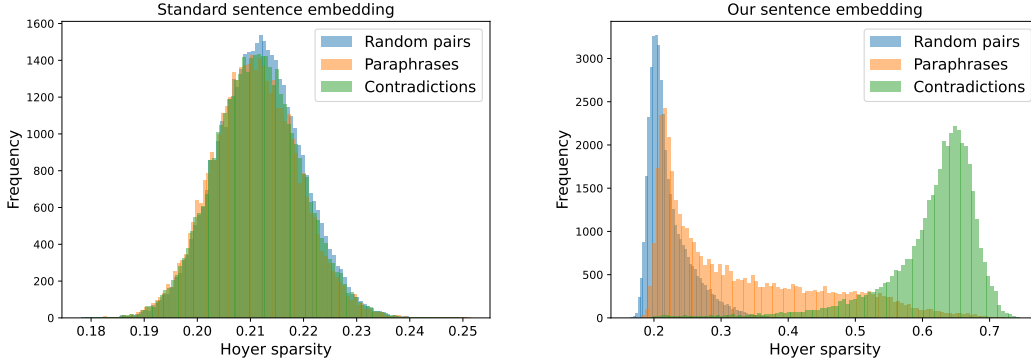 Standard sentence embedding
1600
1400
1200
1000
800
600
400
200
0
Frequency
0.18 0.19 0.20 0.21 0.22 0.23 0.24 0.25
Hoyer sparsity
Random pairs
Paraphrases
Contradictions
Our sentence embedding
3000
2500
2000
1500
1000
500
0
Frequency
0.2 0.3 0.4 0.5 0.6 0.7
Hoyer sparsity
Random pairs
Paraphrases
Contradictions